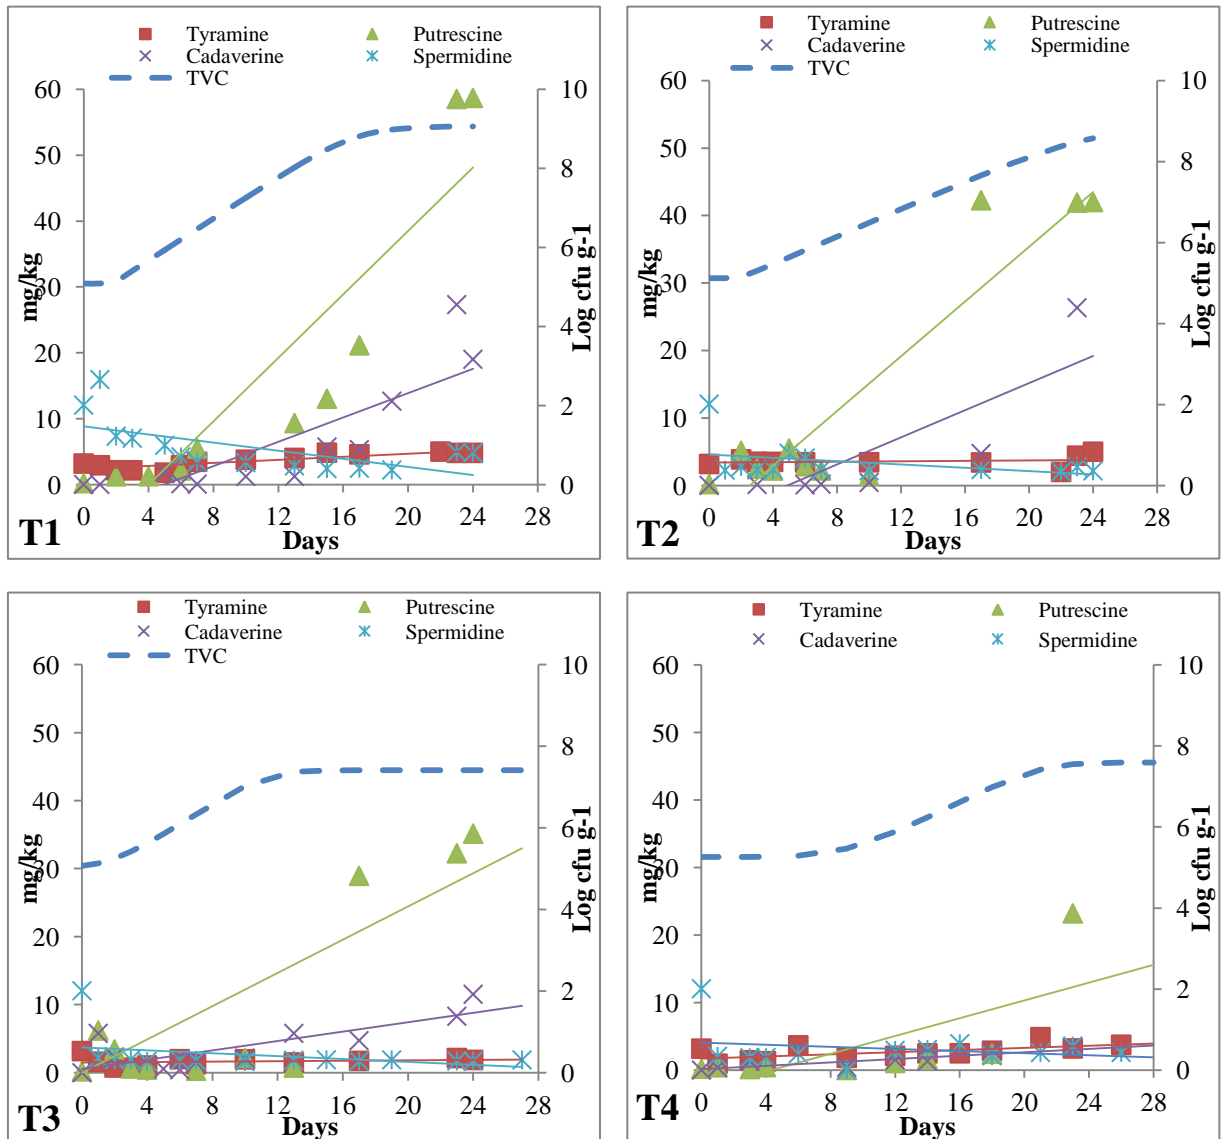 Tyramine Putrescine
Cadaverine Spermidine
TVC
60 10
50 8
40
30 6
20 4
10 2
0 0
mg/kg
Log cfu g-1
0 4 8 12 16 20 24 28
T1 Days
Tyramine Putrescine
Cadaverine Spermidine
TVC
60 10
50 8
40
30 6
20 4
10 2
0 0
mg/kg
Log cfu g-1
0 4 8 12 16 20 24 28
T2 Days
Tyramine Putrescine
Cadaverine Spermidine
TVC
60 10
50 8
40
30 6
20 4
10 2
0 0
mg/kg
Log cfu g-1
0 4 8 12 16 20 24 28
T3 Days
Tyramine Putrescine
Cadaverine Spermidine
60 10
50 8
40
30 6
20 4
10 2
0 0
mg/kg
Log cfu g-1
0 4 8 12 16 20 24 28
T4 Days